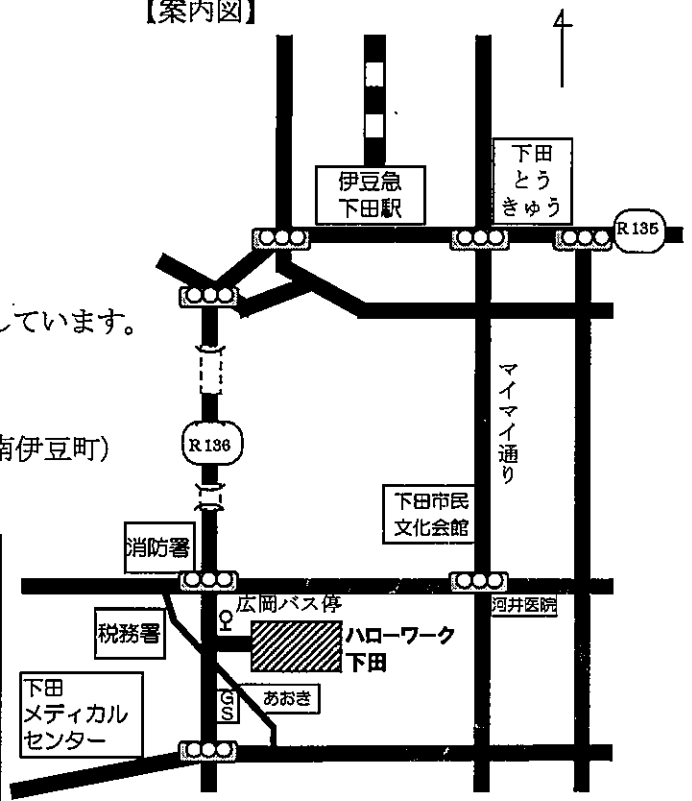 【案内図】
下田
とう
きゅう
伊豆急
下田駅
R135
しています。
マイマイ通り
南伊豆町）
R136
下田市民
文化会館
消防署
広岡バス停
河井医院
税務署
ハローワーク
下田
下田
メディカル
センター
GS
あおき